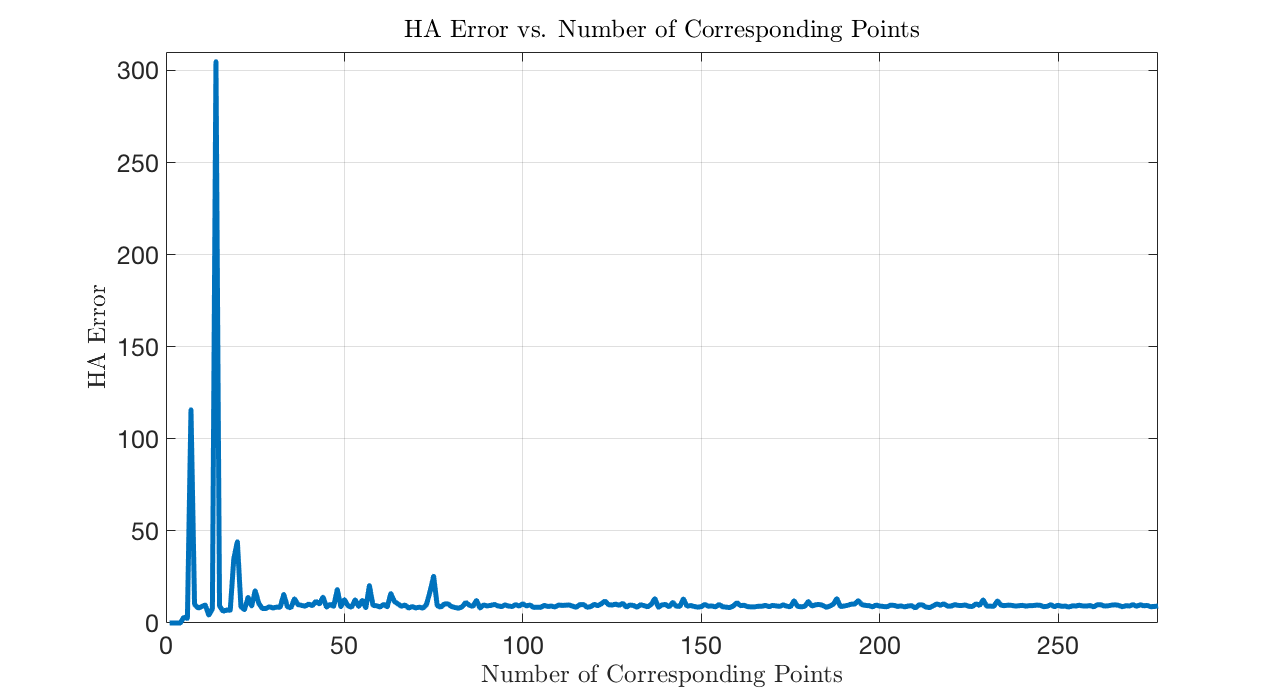 HA Error vs. Number of Corresponding Points
300
250
200
150
100
50
0
HA Error
0 50 100 150 200 250
Number of Corresponding Points